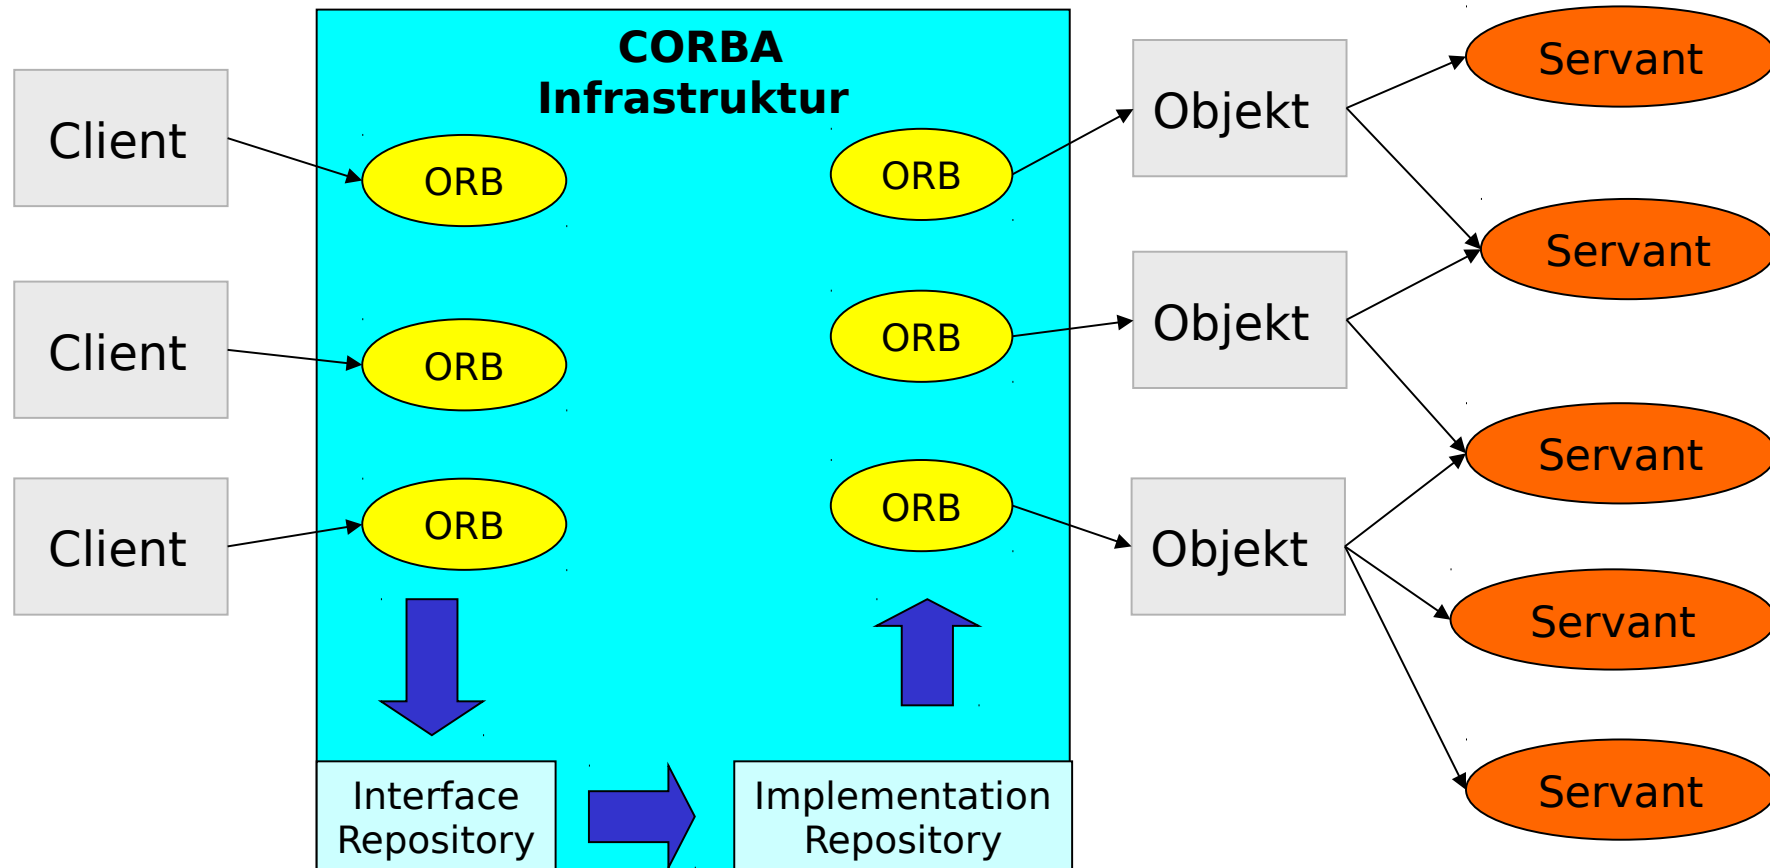 CORBA
Infrastruktur
Client
Client
Client
ORB
ORB
ORB
ORB
ORB
ORB
Interface
Repository
Implementation
Repository
Objekt
Objekt
Objekt
Servant
Servant
Servant
Servant
Servant